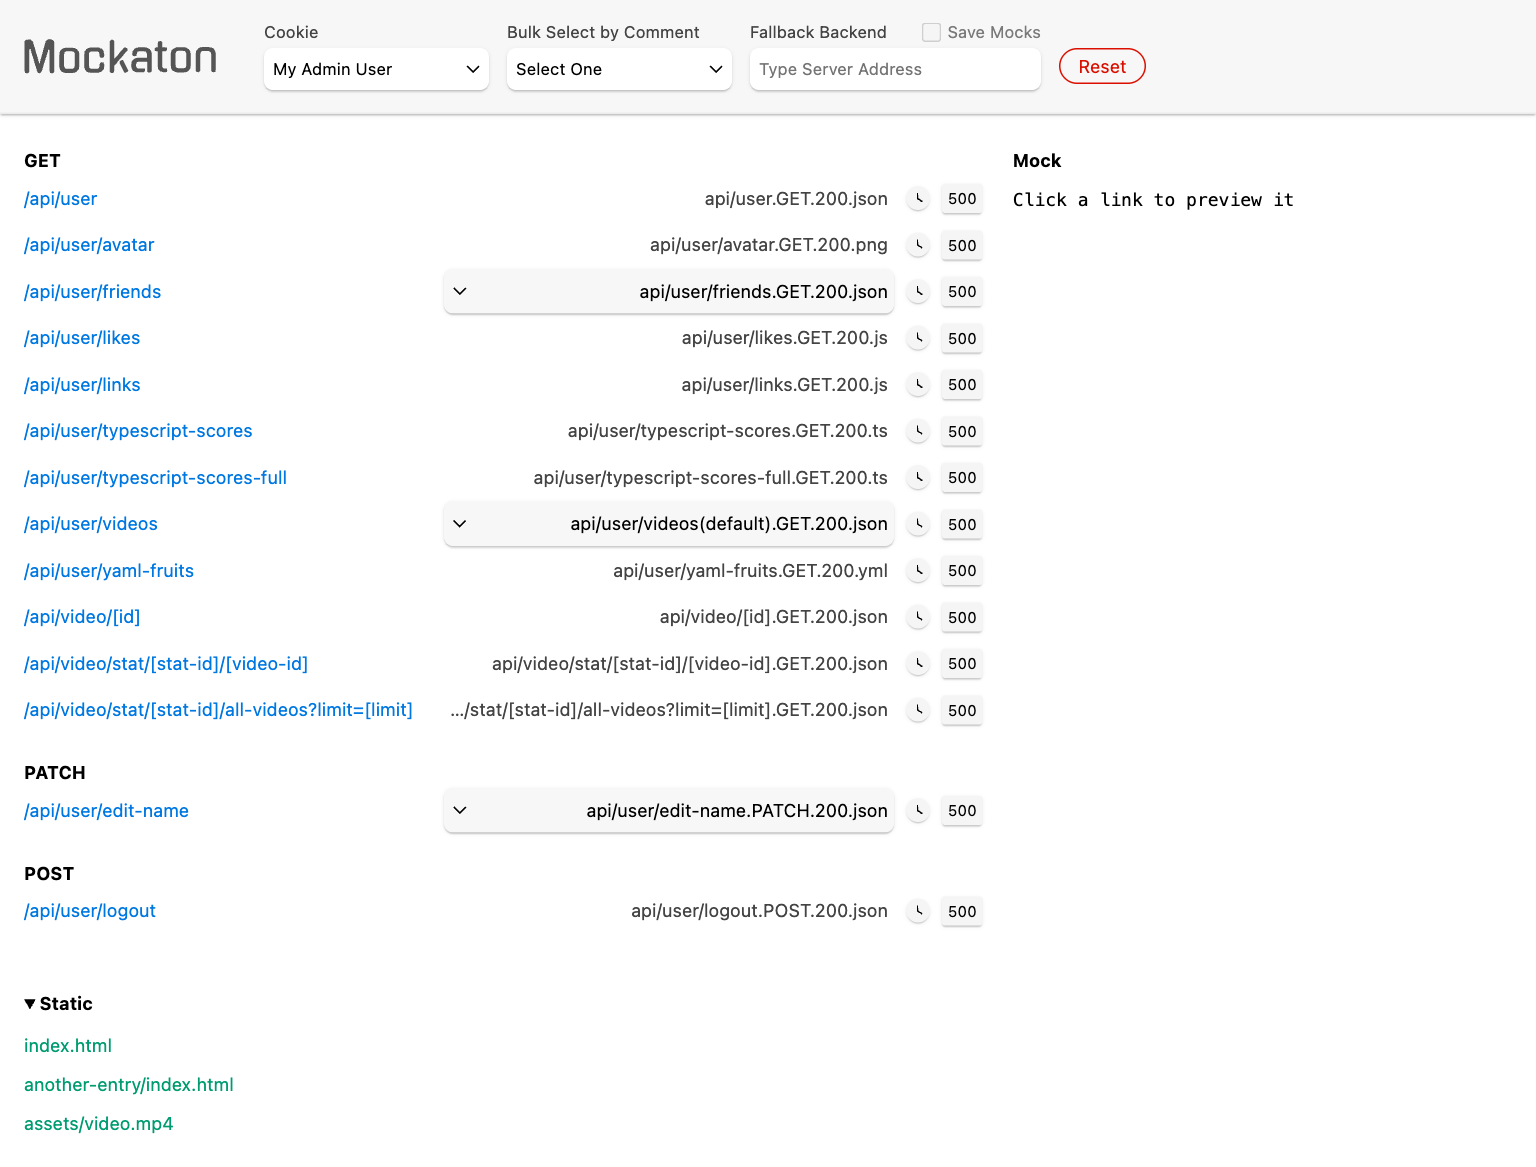 Mockaton
Cookie
My Admin User
Bulk Select by Comment
Select One
Fallback Backend
Save Mocks
Type Server Address
Reset
GET
/api/user api/user.GET.200.json 500
/api/user/avatar api/user/avatar.GET.200.png 500
/api/user/friends api/user/friends.GET.200.json 500
/api/user/likes api/user/likes.GET.200.js 500
/api/user/links api/user/links.GET.200.js 500
/api/user/typescript-scores api/user/typescript-scores.GET.200.ts 500
/api/user/typescript-scores-full api/user/typescript-scores-full.GET.200.ts 500
/api/user/videos api/user/videos(default).GET.200.json 500
/api/user/yaml-fruits api/user/yaml-fruits.GET.200.yml 500
/api/video/[id] api/video/[id].GET.200.json 500
/api/video/stat/[stat-id]/[video-id] api/video/stat/[stat-id]/[video-id].GET.200.json 500
/api/video/stat/[stat-id]/all-videos?limit=[limit] .../stat/[stat-id]/all-videos?limit=[limit].GET.200.json 500
PATCH
/api/user/edit-name api/user/edit-name.PATCH.200.json 500
POST
/api/user/logout api/user/logout.POST.200.json 500
Static
index.html
another-entry/index.html
assets/video.mp4
Mock
Click a link to preview it